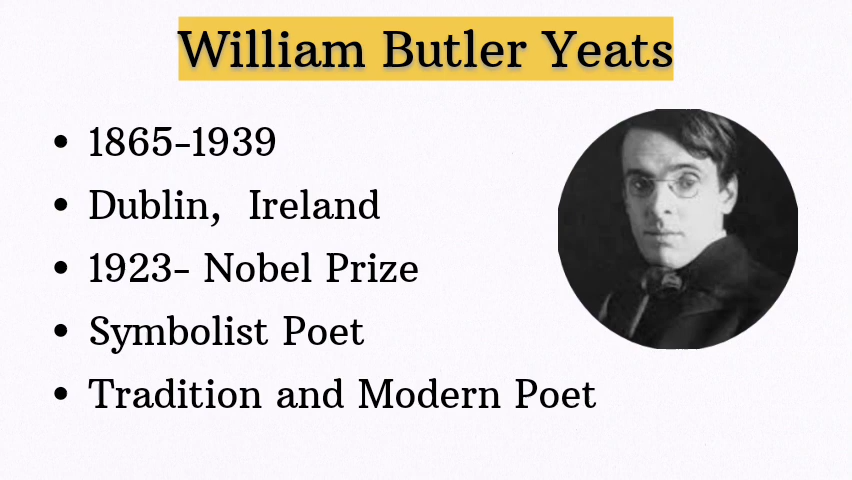 William Butler Yeats
• 1865-1939
• Dublin, Ireland
• 1923- Nobel Prize
• Symbolist Poet
• Tradition and Modern Poet